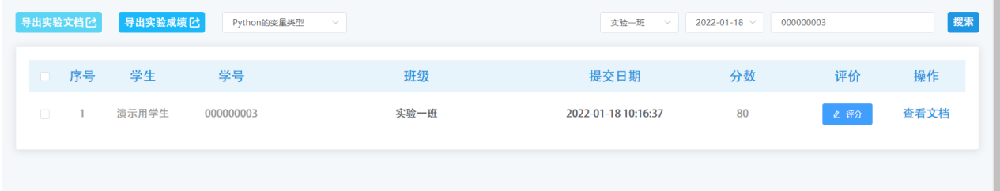 导出实验文档 导出实验成绩 Python的变量类型 实验一班 2022-01-18 000000003 搜索
序号 学生 学号 班级 提交日期 分数 评价 操作
1 演示用学生 000000003 实验一班 2022-01-18 10:16:37 80 评分 查看文档